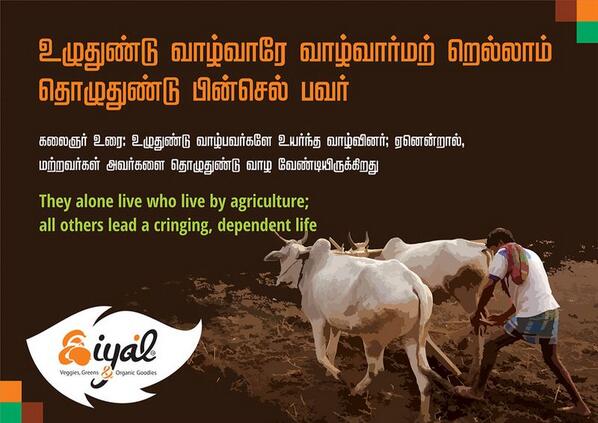 உழுதுண்டு வாழ்வாரே வாழ்வார்மற் றெல்லாம்
தொழுதுண்டு பின்செல் பவர்
கலைஞர் உரை: உழுதுண்டு வாழ்பவர்களே உயர்ந்த வாழ்வினர்; ஏனென்றால்,
மற்றவர்கள் அவர்களை தொழுதுண்டு வாழ வேண்டியிருக்கிறது
They alone live who live by agriculture;
all others lead a cringing, dependent life
iyal
Veggies, Greens & Organic Goodies